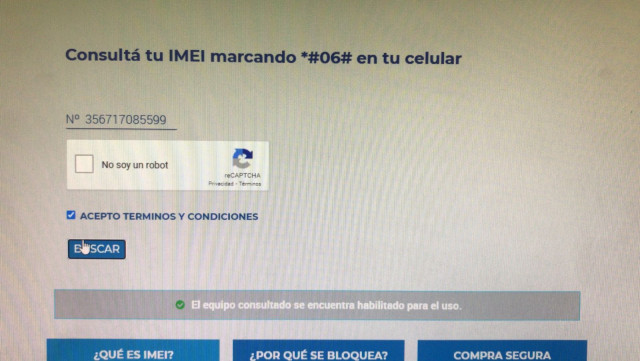 Consultá tu IMEI marcando *#06# en tu celular
Nº 356717085599
No soy un robot
reCAPTCHA
Privacidad - Términos
ACEPTO TERMINOS Y CONDICIONES
BUSCAR
El equipo consultado se encuentra habilitado para el uso.
¿QUÉ ES IMEI?
¿POR QUÉ SE BLOQUEA?
COMPRA SEGURA